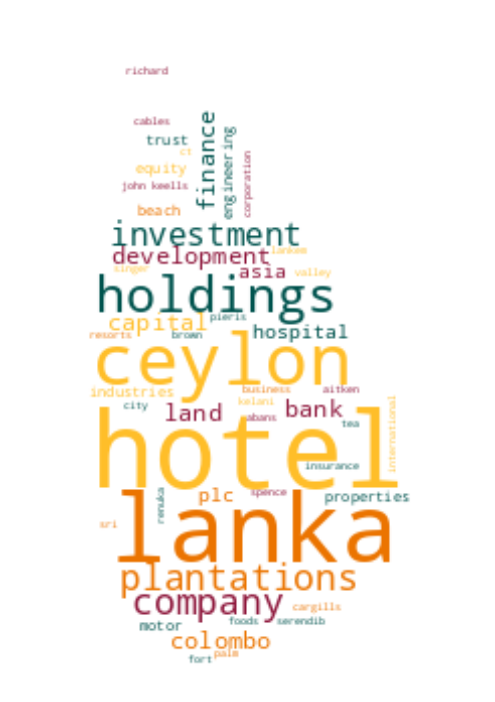 richard
cables
trust
finance
engineering
corporation
ct
equity
john keells
beach
investment
development
lankem
asia
singer
valley
holdings
capital
pieris
hospital
resorts
brown
ceylon
industries
business
aitken
kelani
international
city
land
abans
bank
tea
hotel
insurance
renuka
plc
spence
properties
sri
lanka
plantations
company
cargills
motor
foods
serendib
colombo
fort
palm